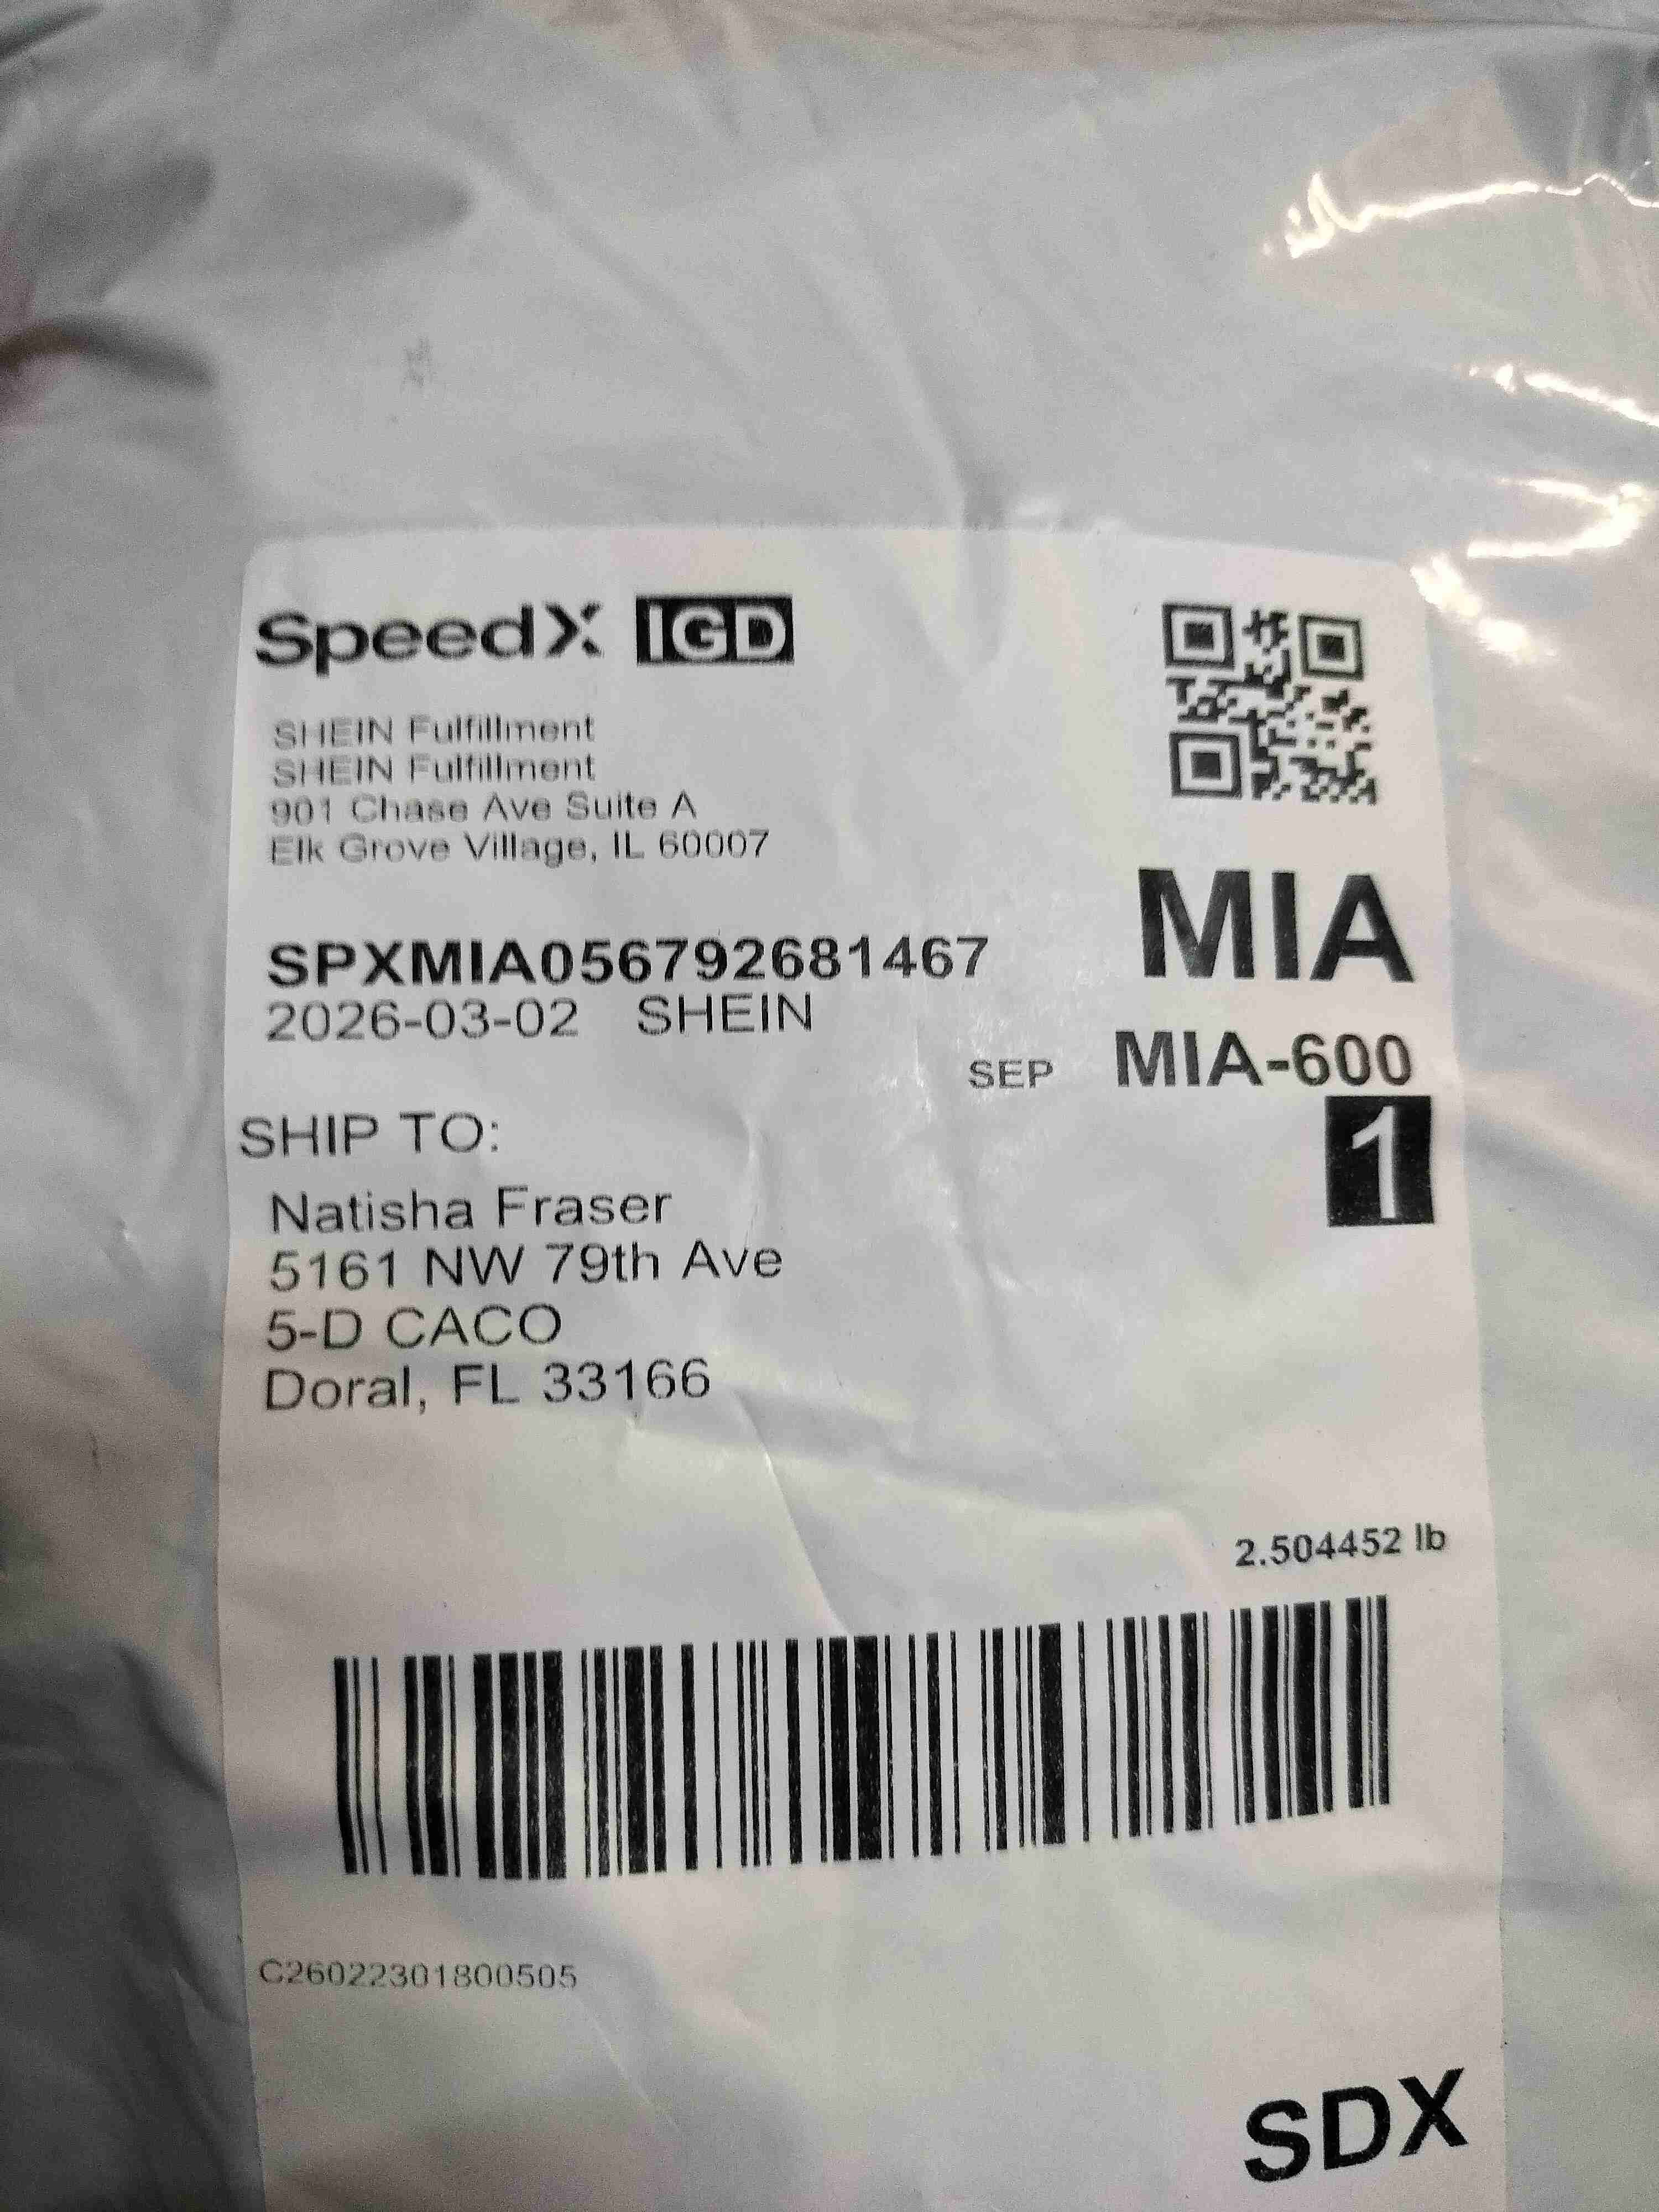 SpeedX IGD
SHEIN Fulfillment
SHEIN Fulfillment
901 Chase Ave Suite A
Elk Grove Village, IL 60007
MIA
SPXMIA056792681467
2026-03-02 SHEIN
SEP MIA-600
1
SHIP TO:
Natisha Fraser
5161 NW 79th Ave
5-D CACO
Doral, FL 33166
2.504452 lb
C26022301800505
SDX